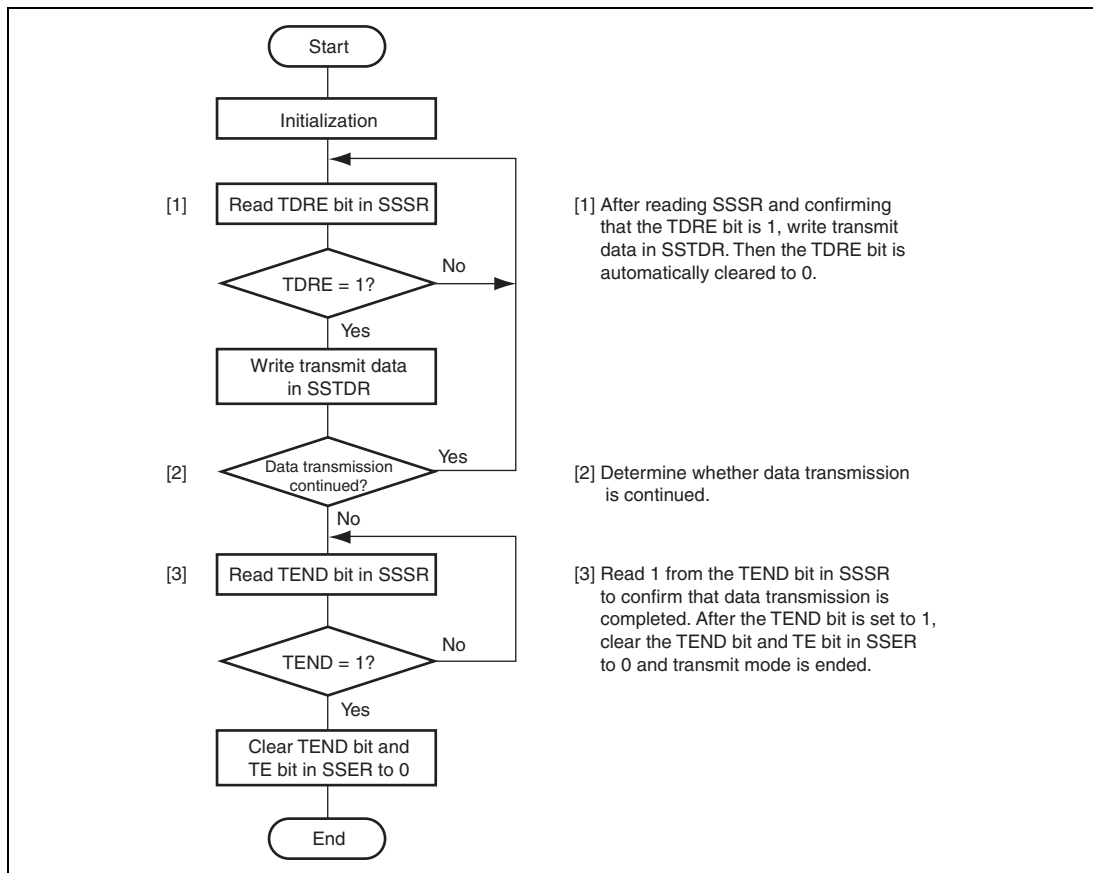 Start
Initialization
[1]
Read TDRE bit in SSSR
[1] After reading SSSR and confirming
that the TDRE bit is 1, write transmit
data in SSTDR. Then the TDRE bit is
automatically cleared to 0.
TDRE = 1?
No
Yes
Write transmit data
in SSTDR
[2]
Data transmission
continued?
Yes
[2] Determine whether data transmission
is continued.
No
[3]
Read TEND bit in SSSR
[3] Read 1 from the TEND bit in SSSR
to confirm that data transmission is
completed. After the TEND bit is set to 1,
clear the TEND bit and TE bit in SSER
to 0 and transmit mode is ended.
TEND = 1?
No
Yes
Clear TEND bit and
TE bit in SSER to 0
End